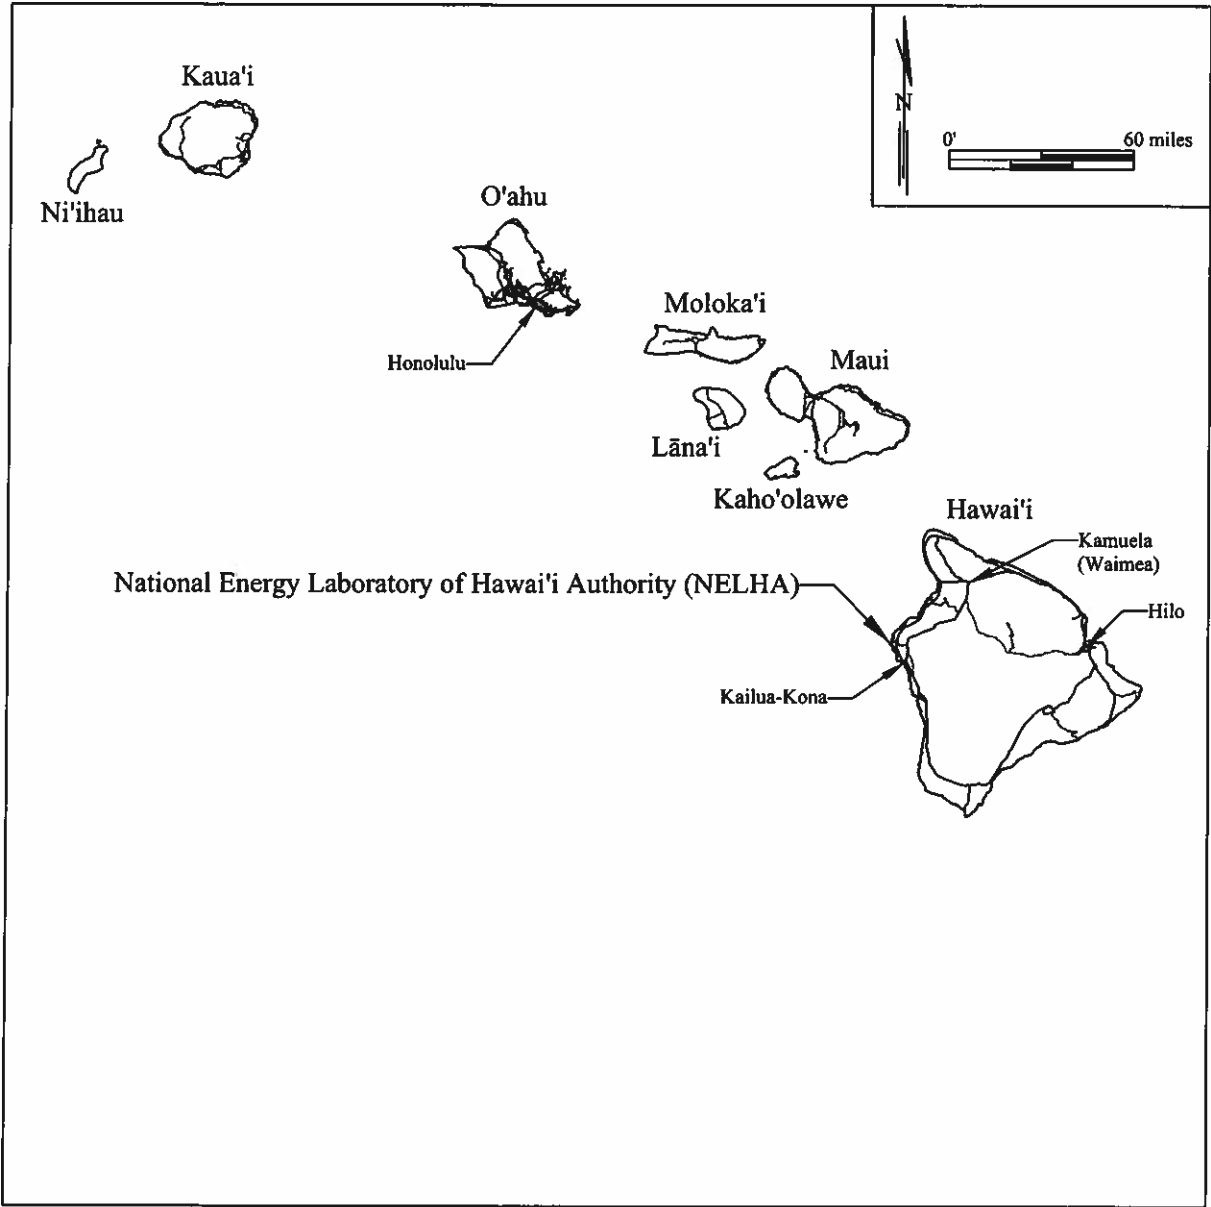 Kaua'i
N
0'
60 miles
Ni'ihau
O'ahu
Moloka'i
Honolulu
Maui
Lāna'i
Kaho'olawe
Hawai'i
Kamuela
(Waimea)
National Energy Laboratory of Hawai'i Authority (NELHA)
Hilo
Kailua-Kona